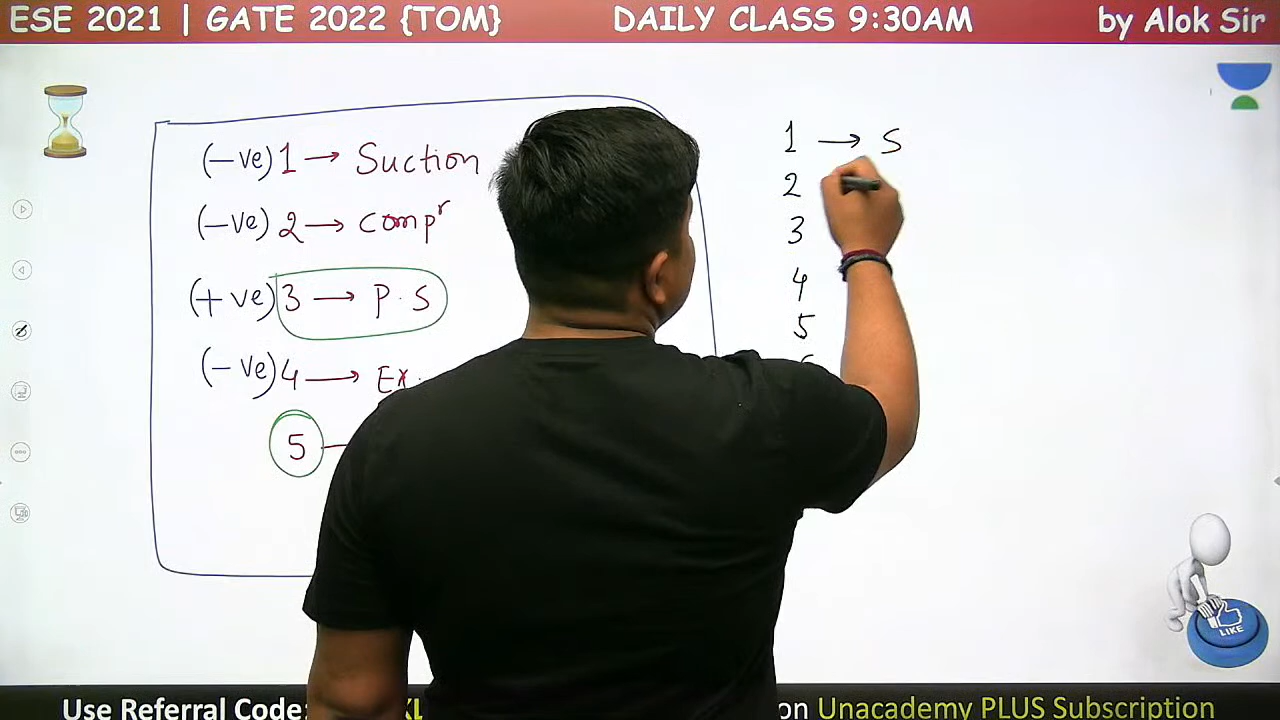 ESE 2021 | GATE 2022 {TOM} DAILY CLASS 9:30AM by Alok Sir
(-ve) 1 → Suction
(-ve) 2 → Compʳ
(+ve) 3 → P.S
(-ve) 4 → Ex.
5
1 → S
2
3
4
5
LIKE
Use Referral Code: on Unacademy PLUS Subscription